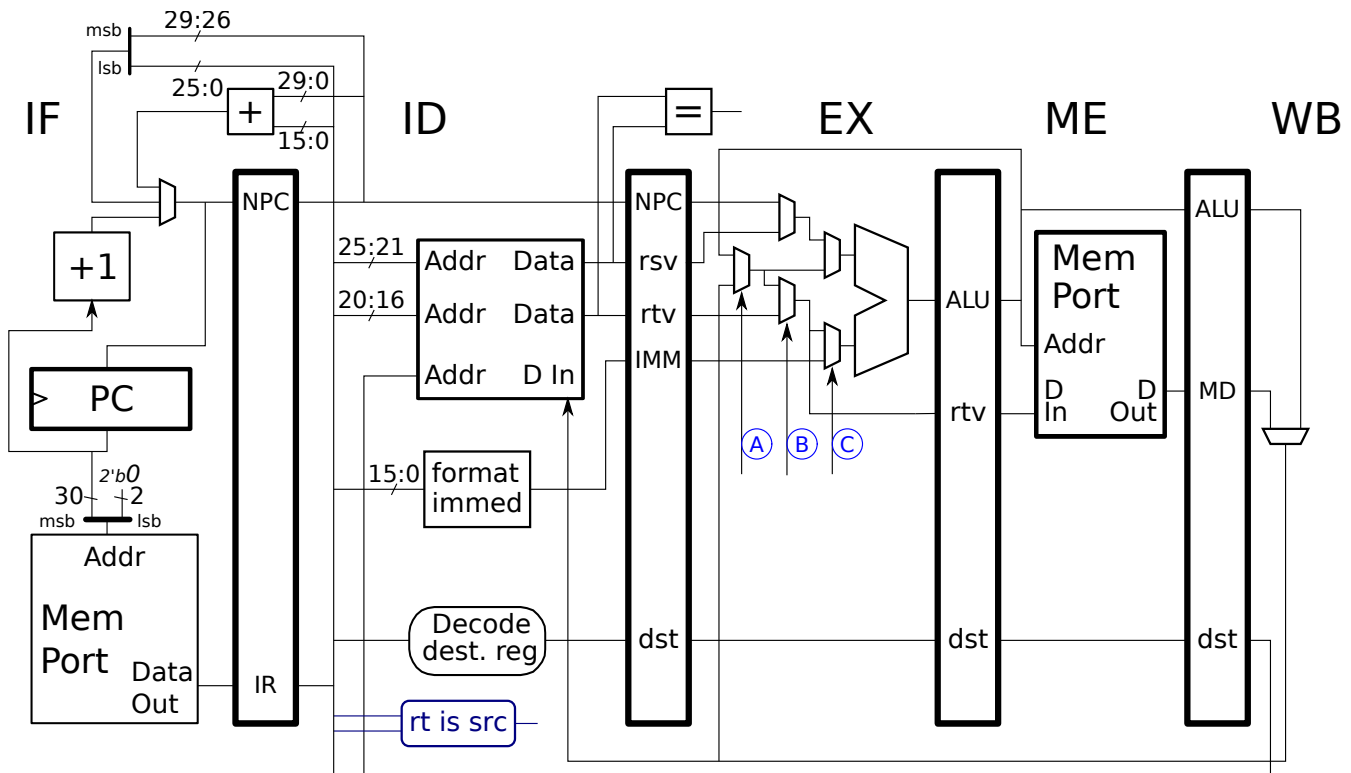 29:26
msb
lsb
25:0
29:0
+
15:0
=
IF
ID
EX
ME
WB
NPC
NPC
ALU
+1
25:21
Addr
Data
rsv
Mem
Port
20:16
Addr
Data
rtv
ALU
Addr
IMM
Addr
D In
PC
D
In
D
Out
MD
rtv
A
B
C
2'b0
30
2
msb
lsb
15:0
format
immed
Addr
Mem
Port
Data
Out
IR
Decode
dest. reg
dst
dst
dst
rt is src